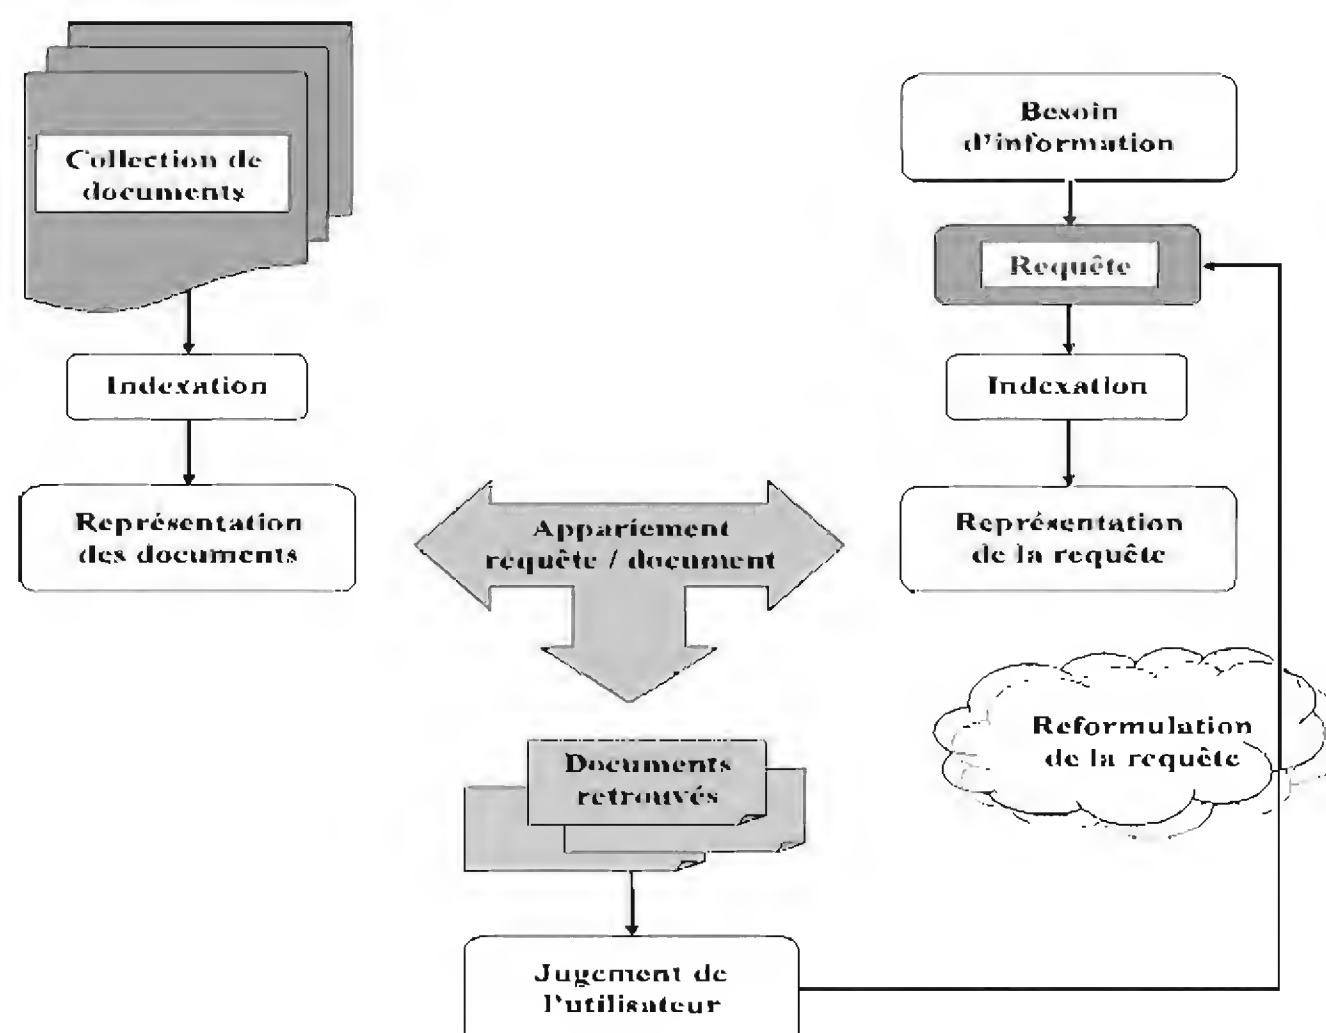 Collection de
documents
Indexation
Représentation
des documents
Besoin
d'information
Requête
Indexation
Représentation
de la requête
Appariement
requête / document
Documents
retrouvés
Jugement de
l'utilisateur
Reformulation
de la requête